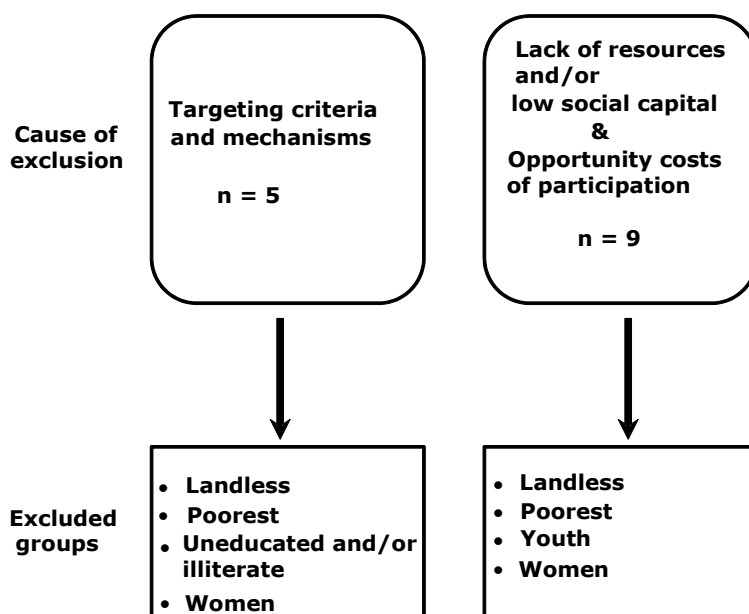 Cause of
exclusion
Targeting criteria
and mechanisms
n = 5
Lack of resources
and/or
low social capital
&
Opportunity costs
of participation
n = 9
Excluded
groups
• Landless
• Poorest
• Uneducated and/or
illiterate
• Women
• Landless
• Poorest
• Youth
• Women